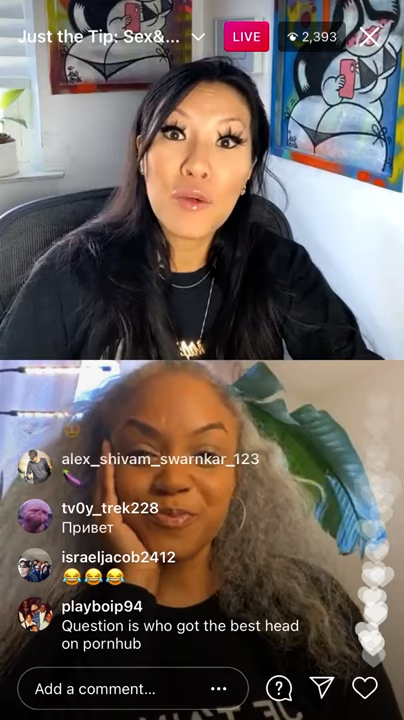 Just the Tip: Sex&...
LIVE
2,393
alex_shivam_swarnkar_123
tv0y_trek228
Привет
israeljacob2412
playboip94
Question is who got the best head
on pornhub
Add a comment...